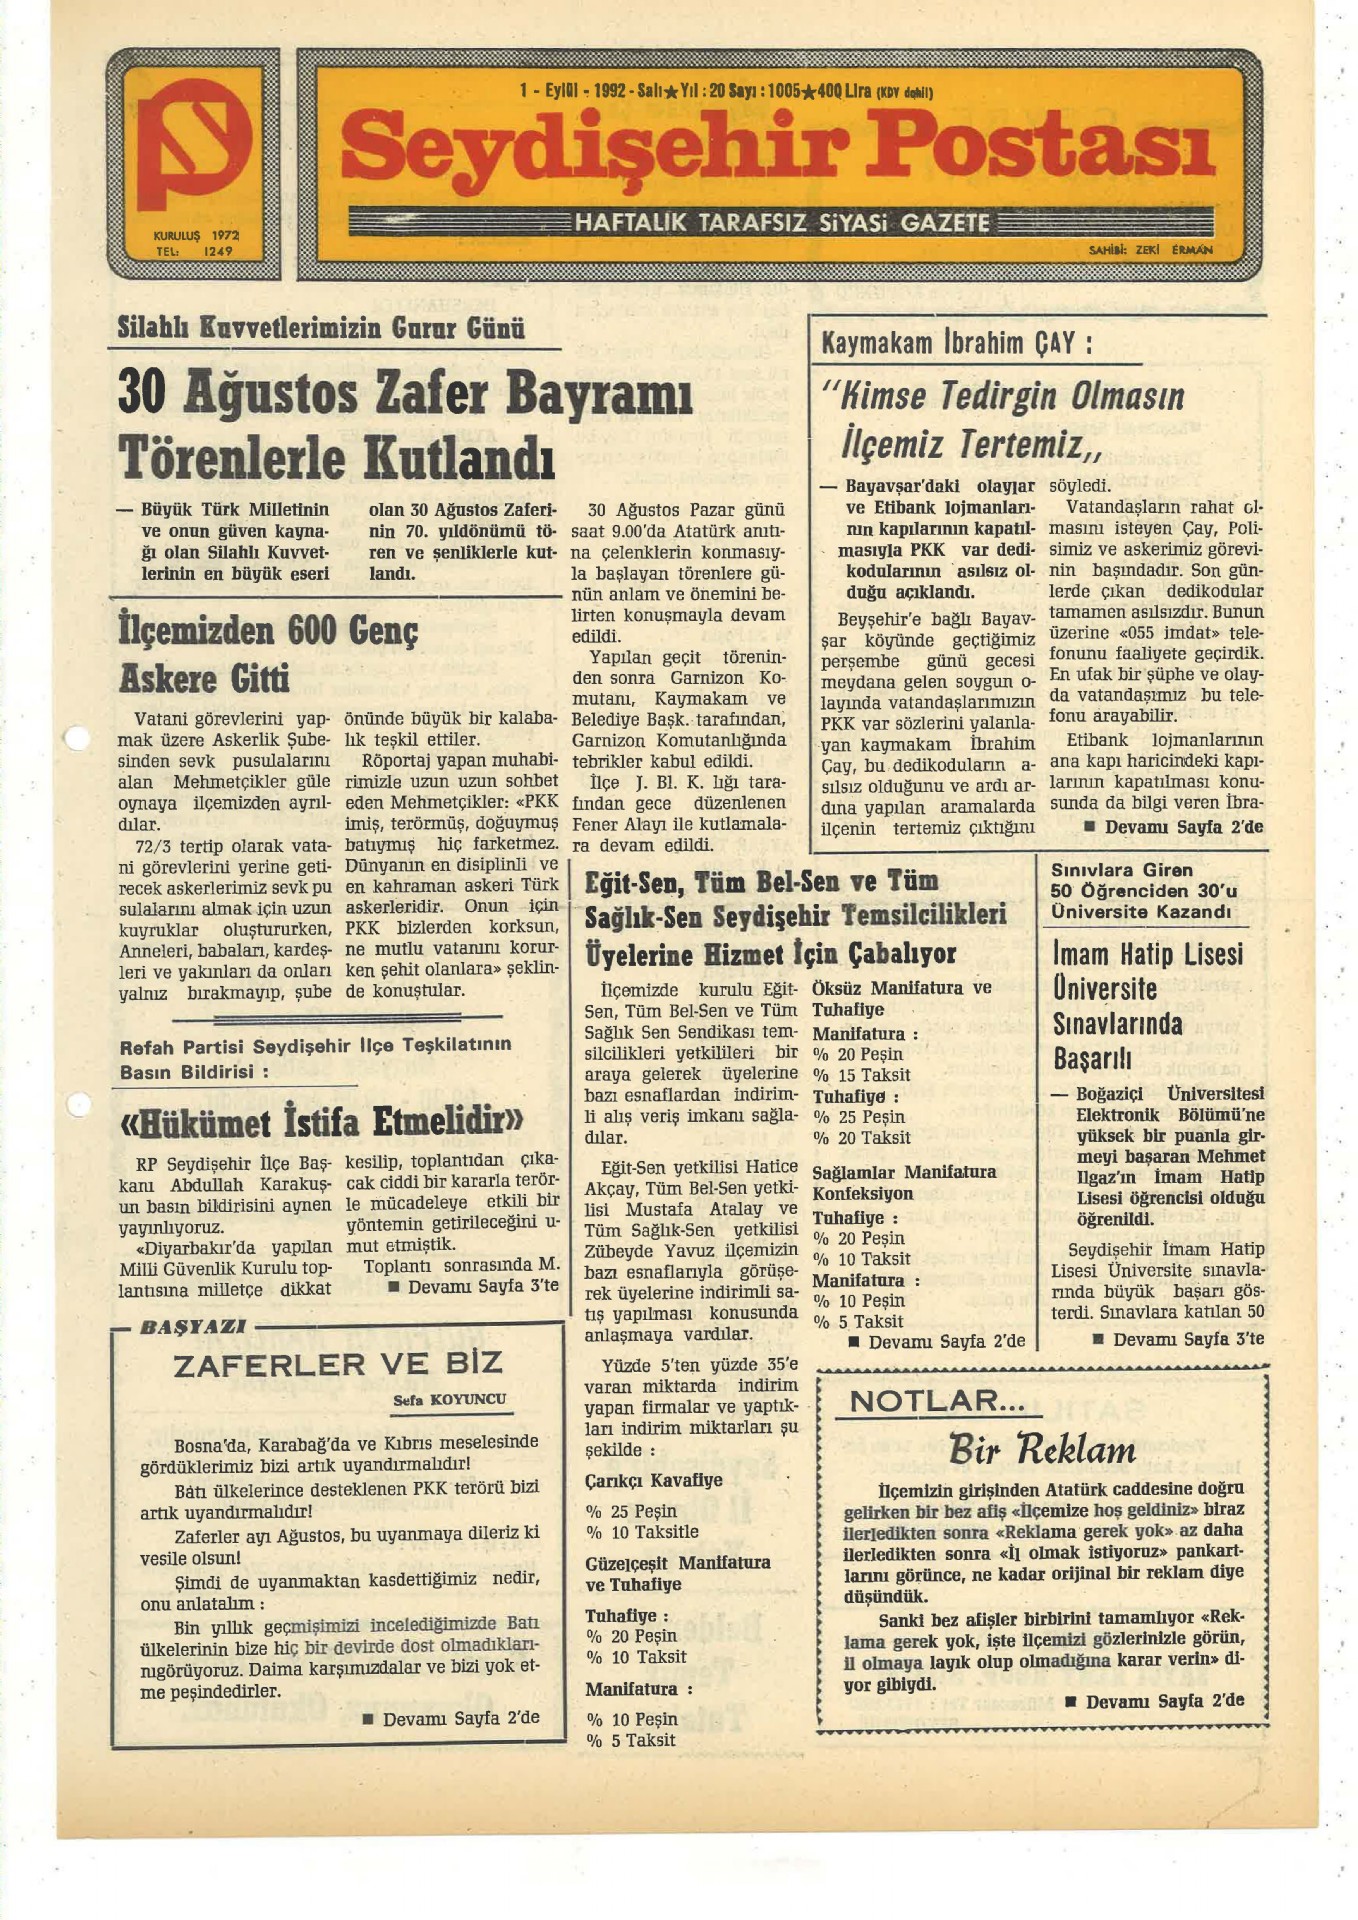 KURULUŞ 1972
TEL: 1249
1 - Eylül - 1992 - Salı★Yıl : 20 Sayı : 1005★400 Lira (KDV dahil)
Seydişehir Postası
HAFTALIK TARAFSIZ SİYASİ GAZETE
SAHİBİ: ZEKİ ERMAN
Silahlı Kuvvetlerimizin Gurur Günü
30 Ağustos Zafer Bayramı
Törenlerle Kutlandı
— Büyük Türk Milletinin
ve onun güven kayna-
ğı olan Silahlı Kuvvet-
lerinin en büyük eseri
olan 30 Ağustos Zaferi-
nin 70. yıldönümü tö-
ren ve şenliklerle kut-
landı.
30 Ağustos Pazar günü
saat 9.00'da Atatürk anıtı-
na çelenklerin konmasıy-
la başlayan törenlere gü-
nün anlam ve önemini be-
lirten konuşmayla devam
edildi.
Yapılan geçit törenin-
den sonra Garnizon Ko-
mutanı, Kaymakam ve
Belediye Başk. tarafından,
Garnizon Komutanlığında
tebrikler kabul edildi.
İlçe J. Bl. K. lığı tara-
fından gece düzenlenen
Fener Alayı ile kutlamala-
ra devam edildi.
İlçemizden 600 Genç
Askere Gitti
Vatani görevlerini yap-
mak üzere Askerlik Şube-
sinden sevk pusulalarını
alan Mehmetçikler güle
oynaya ilçemizden ayrıl-
dılar.
72/3 tertip olarak vata-
ni görevlerini yerine geti-
recek askerlerimiz sevk pu
sulalarını almak için uzun
kuyruklar oluştururken,
Anneleri, babaları, kardeş-
leri ve yakınları da onları
yalnız bırakmayıp, şube
önünde büyük bir kalaba-
lık teşkil ettiler.
Röportaj yapan muhabi-
rimizle uzun uzun sohbet
eden Mehmetçikler: «PKK
imiş, terörmüş, doğuymuş
batıymış hiç farketmez.
Dünyanın en disiplinli ve
en kahraman askeri Türk
askerleridir. Onun için
PKK bizlerden korksun,
ne mutlu vatanını korur-
ken şehit olanlara» şeklin-
de konuştular.
Refah Partisi Seydişehir İlçe Teşkilatının
Basın Bildirisi :
«Hükümet İstifa Etmelidir»
RP Seydişehir İlçe Baş-
kanı Abdullah Karakuş-
un basın bildirisini aynen
yayınlıyoruz.
«Diyarbakır'da yapılan
Milli Güvenlik Kurulu top-
lantısına milletçe dikkat
kesilip, toplantıdan çıka-
cak ciddi bir kararla terör-
le mücadeleye etkili bir
yöntemin getirileceğini u-
mut etmiştik.
Toplantı sonrasında M.
■ Devamı Sayfa 3'te
BAŞYAZI
ZAFERLER VE BİZ
Sefa KOYUNCU
Bosna'da, Karabağ'da ve Kıbrıs meselesinde
gördüklerimiz bizi artık uyandırmalıdır!
Batı ülkelerince desteklenen PKK terörü bizi
artık uyandırmalıdır!
Zaferler ayı Ağustos, bu uyanmaya dileriz ki
vesile olsun!
Şimdi de uyanmaktan kasdettiğimiz nedir,
onu anlatalım :
Bin yıllık geçmişimizi incelediğimizde Batı
ülkelerinin bize hiç bir devirde dost olmadıkları-
nıgörüyoruz. Daima karşımızdalar ve bizi yok et-
me peşindedirler.
■ Devamı Sayfa 2'de
Kaymakam İbrahim ÇAY :
"Kimse Tedirgin Olmasın
İlçemiz Tertemiz,,
— Bayavşar'daki olaylar
ve Etibank lojmanları-
nın kapılarının kapatıl-
masıyla PKK var dedi-
kodularının asılsız ol-
duğu açıklandı.
Beyşehir'e bağlı Bayav-
şar köyünde geçtiğimiz
perşembe günü gecesi
meydana gelen soygun o-
layında vatandaşlarımızın
PKK var sözlerini yalanla-
yan kaymakam İbrahim
Çay, bu dedikoduların a-
sılsız olduğunu ve ardı ar-
dına yapılan aramalarda
ilçenin tertemiz çıktığını
söyledi.
Vatandaşların rahat ol-
masını isteyen Çay, Poli-
simiz ve askerimiz görevi-
nin başındadır. Son gün-
lerde çıkan dedikodular
tamamen asılsızdır. Bunun
üzerine «055 imdat» tele-
fonunu faaliyete geçirdik.
En ufak bir şüphe ve olay-
da vatandaşımız bu tele-
fonu arayabilir.
Etibank lojmanlarının
ana kapı haricindeki kapı-
larının kapatılması konu-
sunda da bilgi veren İbra-
■ Devamı Sayfa 2'de
Eğit-Sen, Tüm Bel-Sen ve Tüm
Sağlık-Sen Seydişehir Temsilcilikleri
Üyelerine Hizmet İçin Çabalıyor
İlçemizde kurulu Eğit-
Sen, Tüm Bel-Sen ve Tüm
Sağlık Sen Sendikası tem-
silcilikleri yetkilileri bir
araya gelerek üyelerine
bazı esnaflardan indirim-
li alış veriş imkanı sağla-
dılar.
Eğit-Sen yetkilisi Hatice
Akçay, Tüm Bel-Sen yetki-
lisi Mustafa Atalay ve
Tüm Sağlık-Sen yetkilisi
Zübeyde Yavuz ilçemizin
bazı esnaflarıyla görüşe-
rek üyelerine indirimli sa-
tış yapılması konusunda
anlaşmaya vardılar.
Yüzde 5'ten yüzde 35'e
varan miktarda indirim
yapan firmalar ve yaptık-
ları indirim miktarları şu
şekilde :
Çarıkçı Kavafiye
% 25 Peşin
% 10 Taksitle
Güzelçeşit Manifatura
ve Tuhafiye
Tuhafiye :
% 20 Peşin
% 10 Taksit
Manifatura :
% 10 Peşin
% 5 Taksit
Öksüz Manifatura ve
Tuhafiye
Manifatura :
% 20 Peşin
% 15 Taksit
Tuhafiye :
% 25 Peşin
% 20 Taksit
Sağlamlar Manifatura
Konfeksiyon
Tuhafiye :
% 20 Peşin
% 10 Taksit
Manifatura :
% 10 Peşin
% 5 Taksit
■ Devamı Sayfa 2'de
Sınıvlara Giren
50 Öğrenciden 30'u
Üniversite Kazandı
İmam Hatip Lisesi
Üniversite
Sınavlarında
Başarılı
— Boğaziçi Üniversitesi
Elektronik Bölümü'ne
yüksek bir puanla gir-
meyi başaran Mehmet
Ilgaz'ın İmam Hatip
Lisesi öğrencisi olduğu
öğrenildi.
Seydişehir İmam Hatip
Lisesi Üniversite sınavla-
rında büyük başarı gös-
terdi. Sınavlara katılan 50
■ Devamı Sayfa 3'te
NOTLAR...
Bir Reklam
İlçemizin girişinden Atatürk caddesine doğru
gelirken bir bez afiş «İlçemize hoş geldiniz» biraz
ilerledikten sonra «Reklama gerek yok» az daha
ilerledikten sonra «İl olmak istiyoruz» pankart-
larını görünce, ne kadar orijinal bir reklam diye
düşündük.
Sanki bez afişler birbirini tamamlıyor «Rek-
lama gerek yok, işte ilçemizi gözlerinizle görün,
il olmaya layık olup olmadığına karar verin» di-
yor gibiydi.
■ Devamı Sayfa 2'de